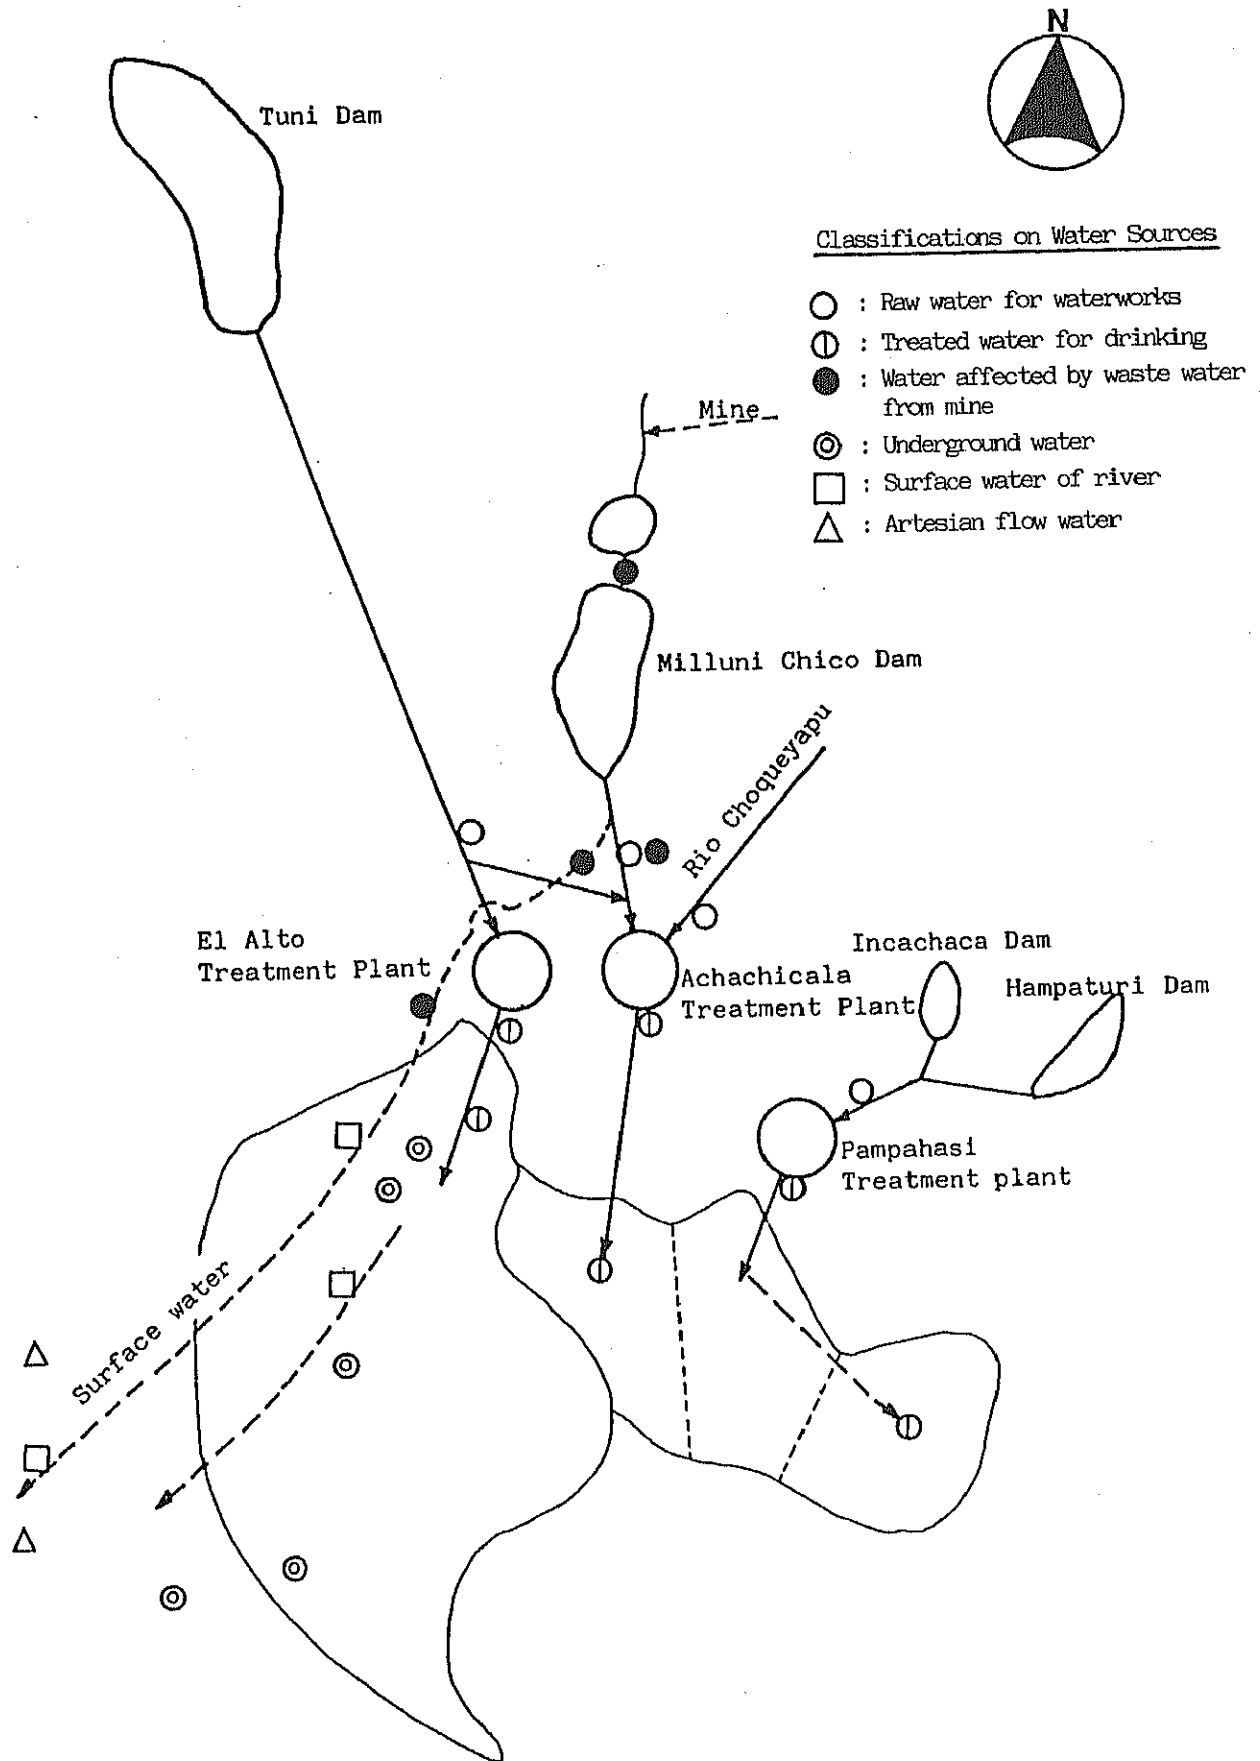 N
Tuni Dam
Classifications on Water Sources
: Raw water for waterworks
: Treated water for drinking
: Water affected by waste water
from mine
: Underground water
: Surface water of river
: Artesian flow water
Mine
Milluni Chico Dam
Rio Choqueyapu
El Alto
Treatment Plant
Achachicala
Treatment Plant
Incachaca Dam
Hampaturi Dam
Pampahasi
Treatment plant
Surface water